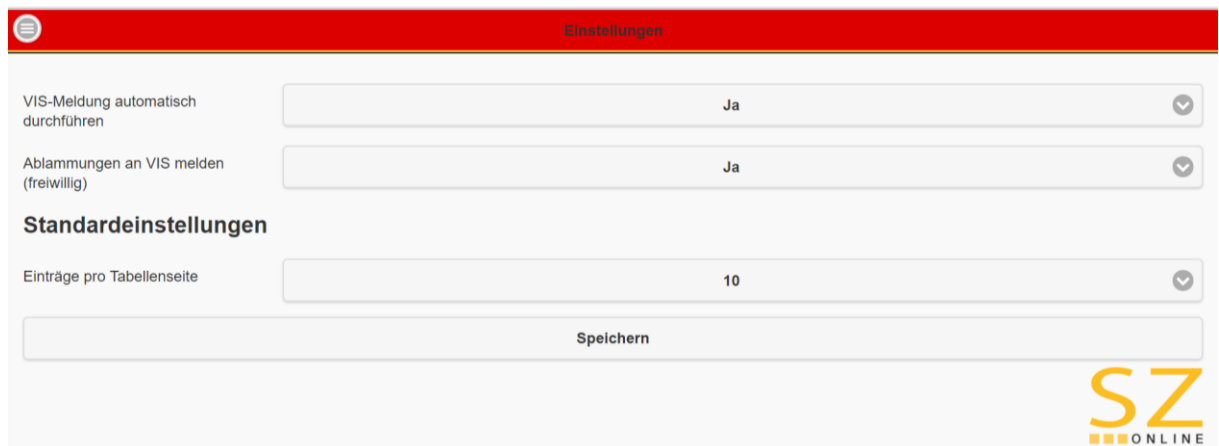 Einstellungen
VIS-Meldung automatisch
durchführen
Ja
Ablammungen an VIS melden
(freiwillig)
Ja
Standardeinstellungen
Einträge pro Tabellenseite
10
Speichern
SZ
ONLINE